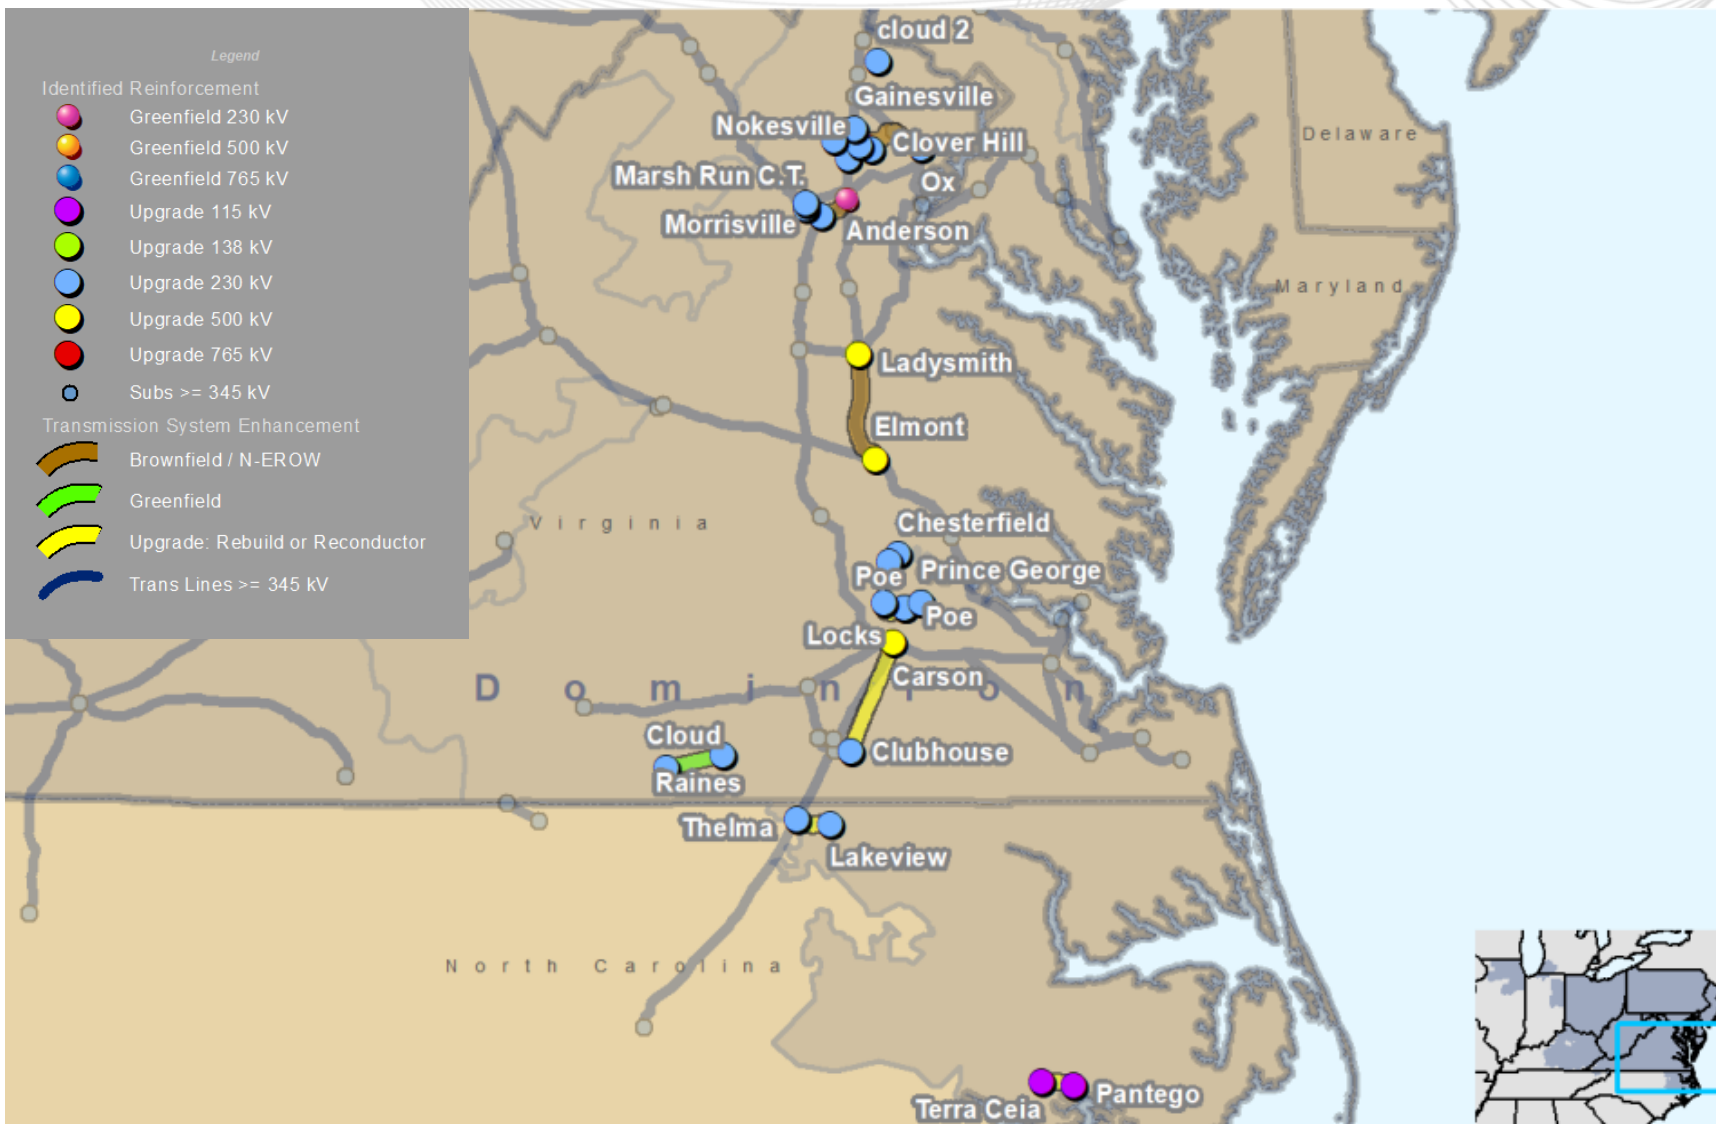 Legend
Identified Reinforcement
Greenfield 230 kV
Greenfield 500 kV
Greenfield 765 kV
Upgrade 115 kV
Upgrade 138 kV
Upgrade 230 kV
Upgrade 500 kV
Upgrade 765 kV
Subs >= 345 kV
Transmission System Enhancement
Brownfield / N-EROW
Greenfield
Upgrade: Rebuild or Reconductor
Trans Lines >= 345 kV
cloud 2
Gainesville
Nokesville
Clover Hill
Delaware
Marsh Run C.T.
Ox
Morrisville
Anderson
Maryland
Ladysmith
Elmont
Virginia
Chesterfield
Poe
Prince George
Poe
Locks
Carson
Dominion
Cloud
Clubhouse
Raines
Thelma
Lakeview
North Carolina
Terra Ceia
Pantego